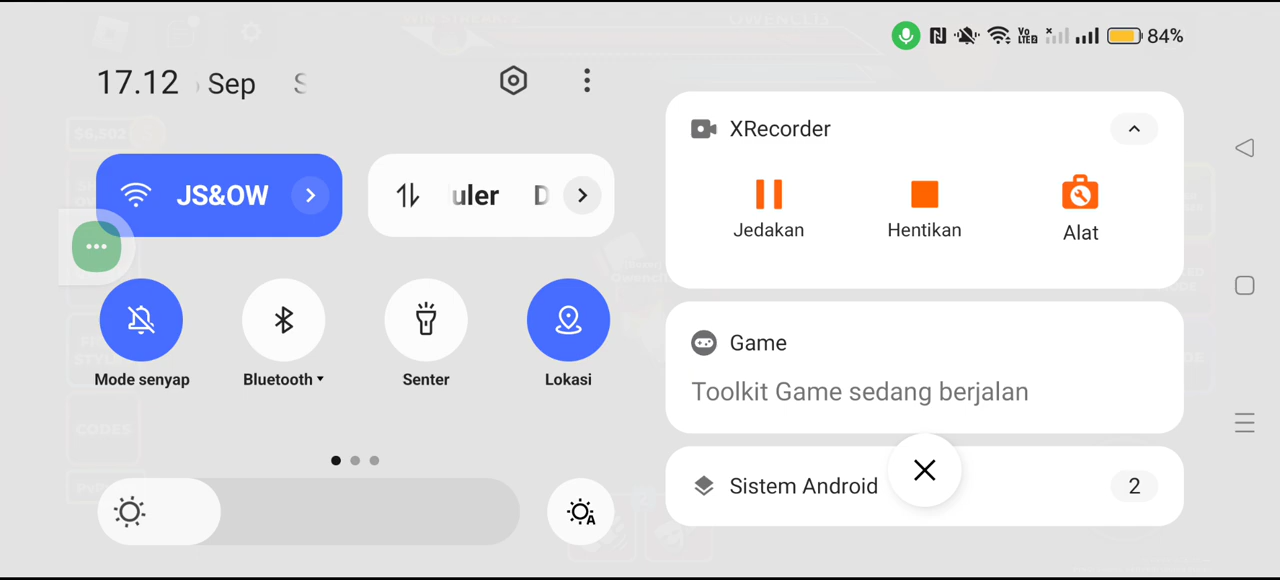 84%
17.12 Sep S
JS&OW
uler D
Mode senyap
Bluetooth
Senter
Lokasi
XRecorder
Jedakan
Hentikan
Alat
Game
Toolkit Game sedang berjalan
Sistem Android
2
CODES